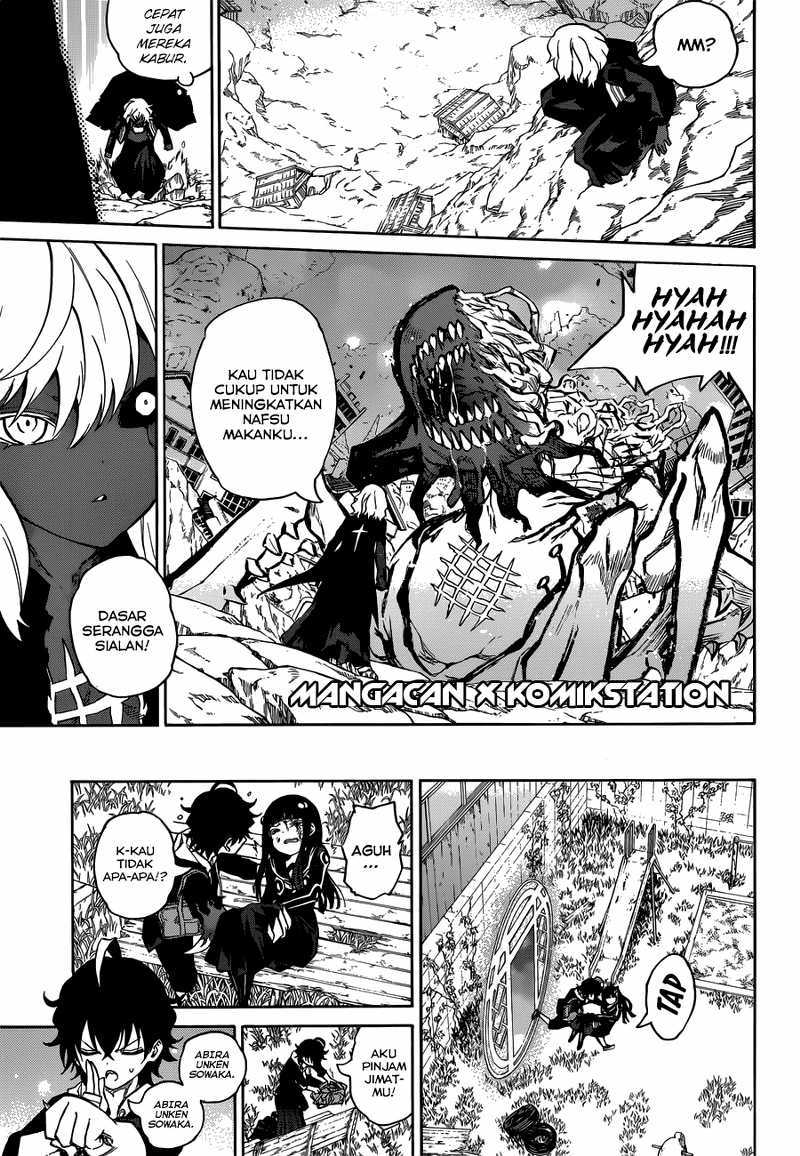 MM?
CEPAT
JUGA
MEREKA
KABUR.
HYAH
HYAHAH
HYAH!!!
KAU TIDAK
CUKUP UNTUK
MENINGKATKAN
NAFSU
MAKANKU...
DASAR
SERANGGA
SIALAN!
MANGACAN X KOMIKSTATION
TAP
AGUH
...
K-KAU
TIDAK
APA-APA!?
AKU
PINJAM
JIMAT-
MU!
ABIRA
UNKEN
SOWAKA.
ABIRA
UNKEN
SOWAKA.